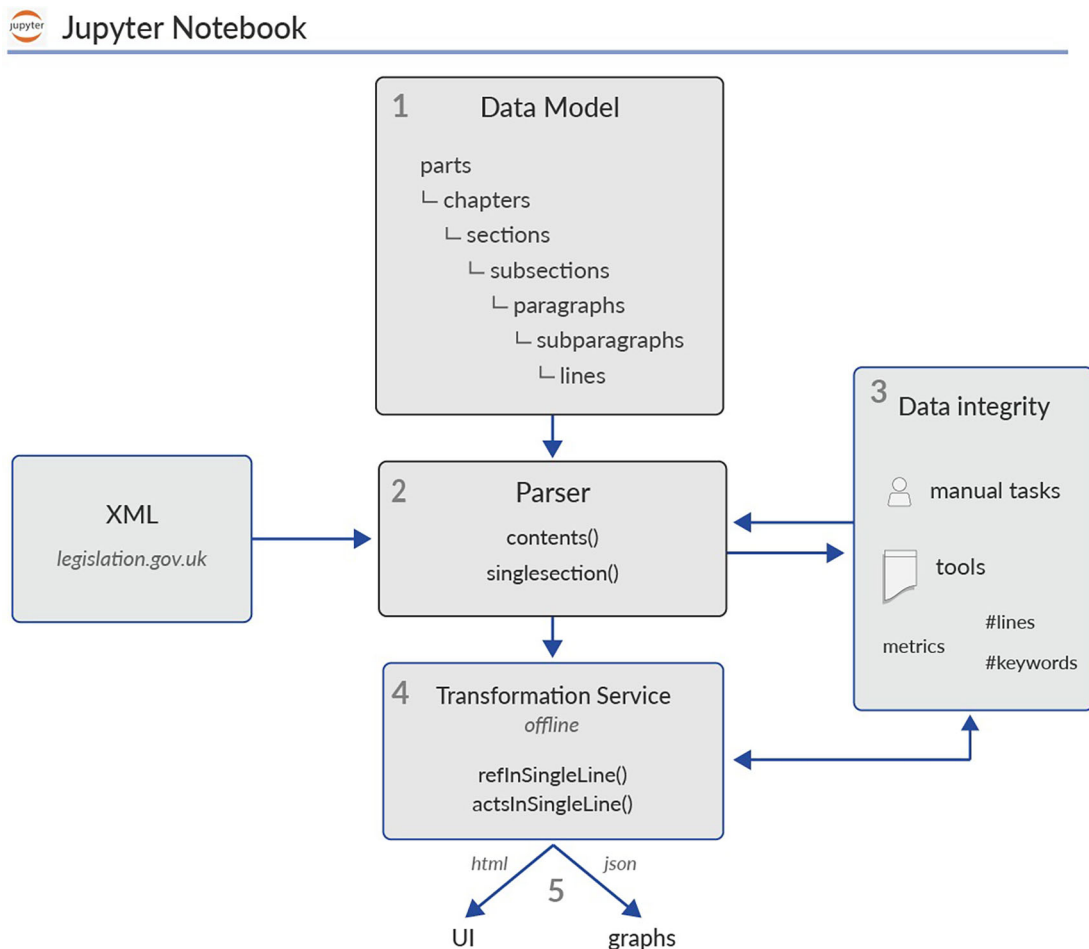 jupyter
Jupyter Notebook
1
Data Model
parts
chapters
sections
subsections
paragraphs
subparagraphs
lines
XML
legislation.gov.uk
2
Parser
contents()
singlesection()
3
Data integrity
manual tasks
tools
metrics
#lines
#keywords
4
Transformation Service
offline
refInSingleLine()
actsInSingleLine()
html
json
5
UI
graphs